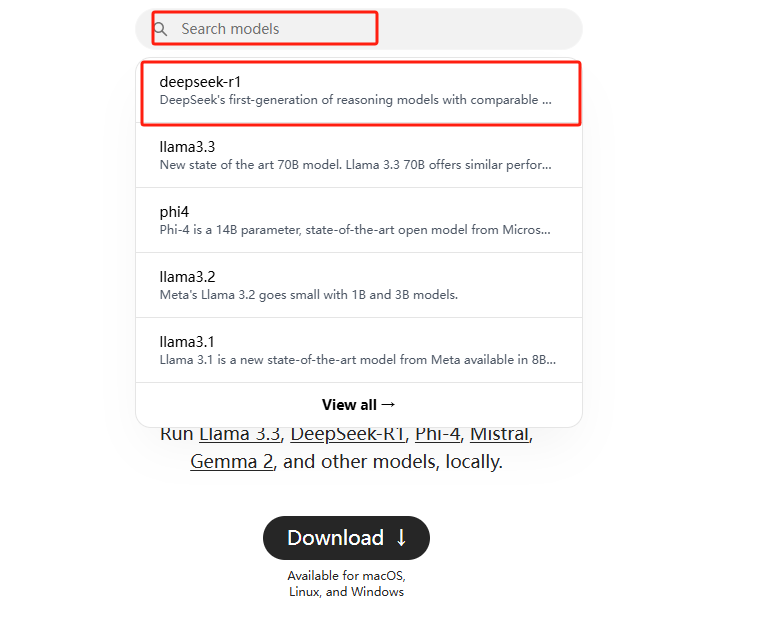 Search models
deepseek-r1
DeepSeek's first-generation of reasoning models with comparable ...
llama3.3
New state of the art 70B model. Llama 3.3 70B offers similar perfor...
phi4
Phi-4 is a 14B parameter, state-of-the-art open model from Micros...
llama3.2
Meta's Llama 3.2 goes small with 1B and 3B models.
llama3.1
Llama 3.1 is a new state-of-the-art model from Meta available in 8B...
View all →
Run Llama 3.3, DeepSeek-R1, Phi-4, Mistral,
Gemma 2, and other models, locally.
Download ↓
Available for macOS,
Linux, and Windows